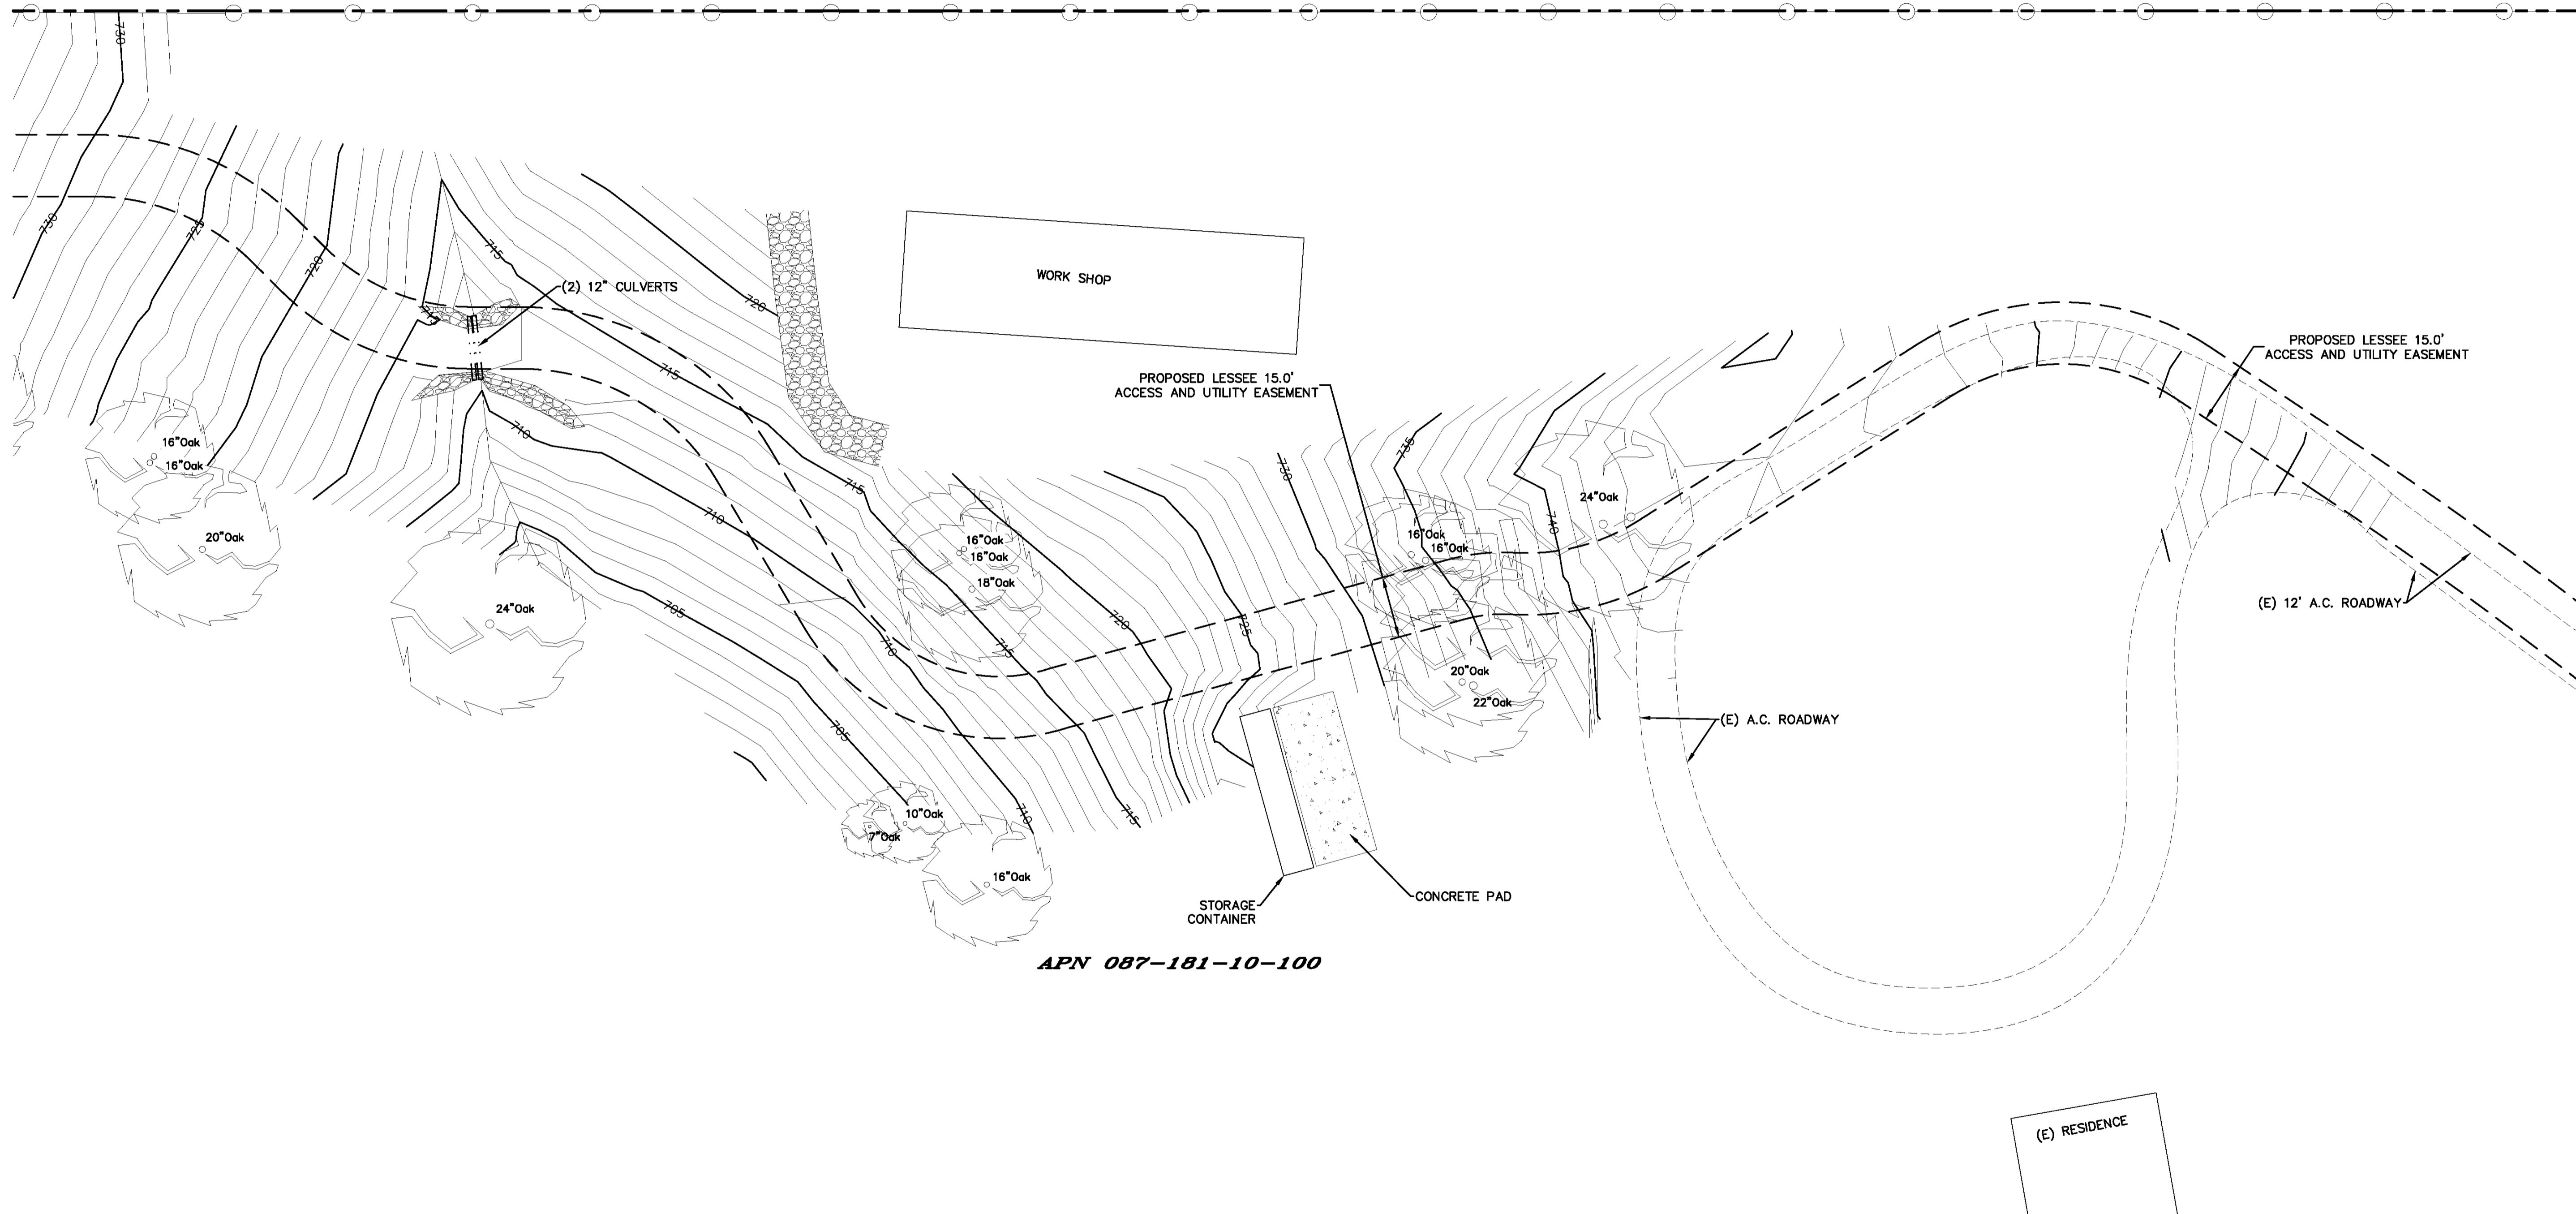 730
730
725
720
715
(2) 12" CULVERTS
715
715
720
WORK SHOP
PROPOSED LESSEE 15.0'
ACCESS AND UTILITY EASEMENT
PROPOSED LESSEE 15.0'
ACCESS AND UTILITY EASEMENT
16"Oak
16"Oak
20"Oak
710
710
715
730
735
740
24"Oak
16"Oak
16"Oak
18"Oak
16"Oak
16"Oak
24"Oak
705
710
715
720
725
20"Oak
22"Oak
(E) 12' A.C. ROADWAY
(E) A.C. ROADWAY
705
10"Oak
7"Oak
710
715
16"Oak
STORAGE
CONTAINER
CONCRETE PAD
APN 087-181-10-100
(E) RESIDENCE